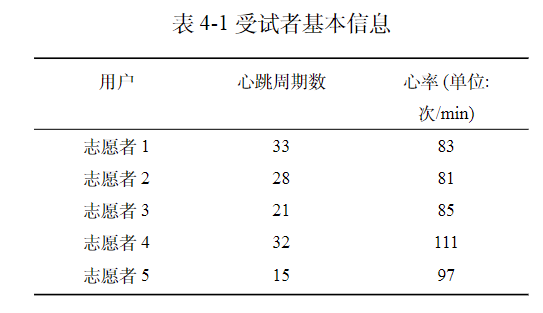 表 4-1 受试者基本信息
用户 心跳周期数 心率 (单位:
次/min)
志愿者 1 33 83
志愿者 2 28 81
志愿者 3 21 85
志愿者 4 32 111
志愿者 5 15 97